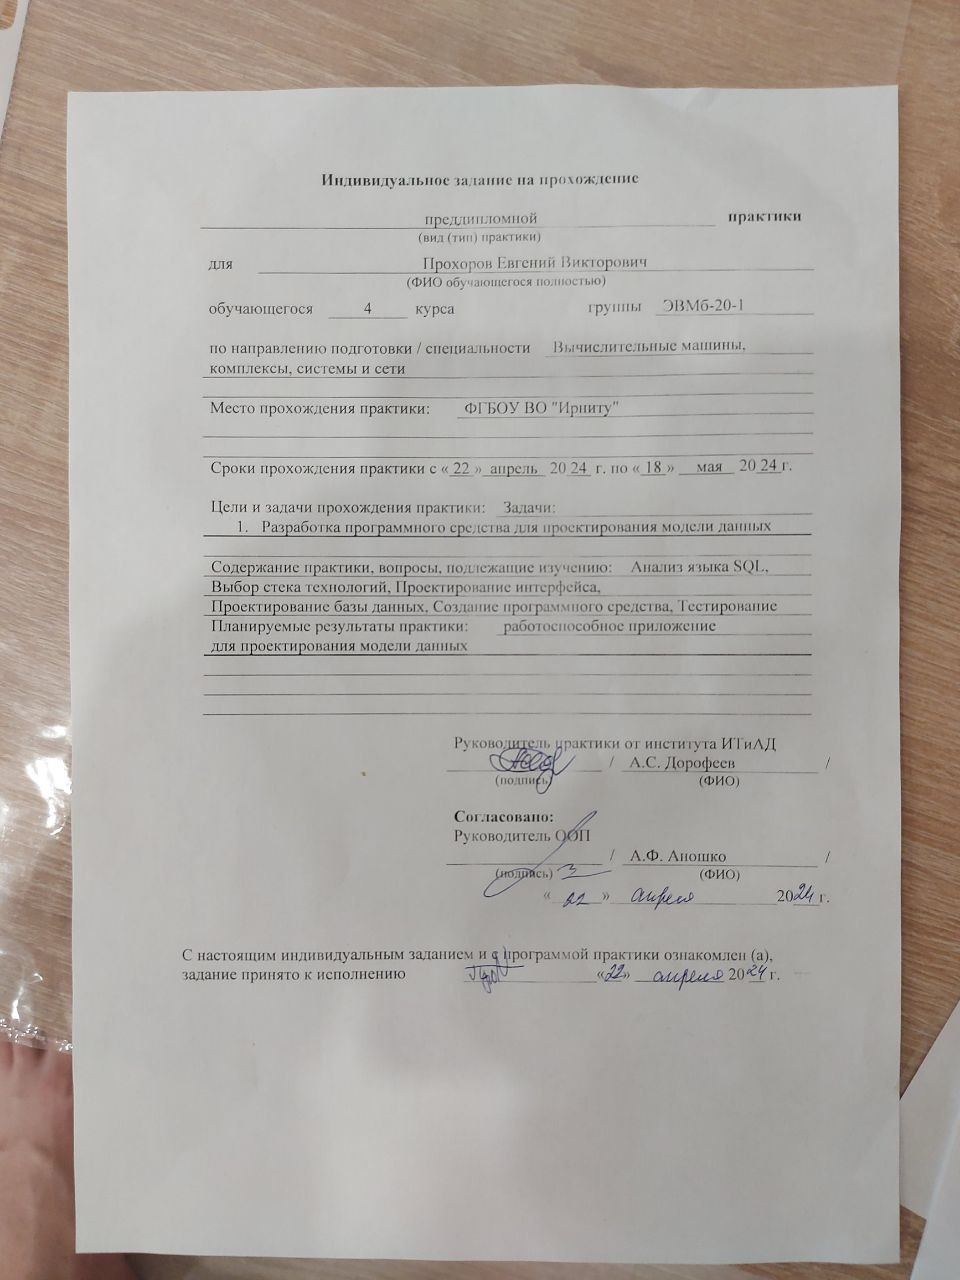 Индивидуальное задание на прохождение
преддипломной практики
(вид (тип) практики)
для Прохоров Евгений Викторович
(ФИО обучающегося полностью)
обучающегося 4 курса группы ЭВМб-20-1
по направлению подготовки / специальности Вычислительные машины,
комплексы, системы и сети
Место прохождения практики: ФГБОУ ВО "Ирниту"
Сроки прохождения практики с « 22 » апрель 20 24 г. по « 18 » мая 20 24 г.
Цели и задачи прохождения практики: Задачи:
1. Разработка программного средства для проектирования модели данных
Содержание практики, вопросы, подлежащие изучению: Анализ языка SQL,
Выбор стека технологий, Проектирование интерфейса,
Проектирование базы данных, Создание программного средства, Тестирование
Планируемые результаты практики: работоспособное приложение
для проектирования модели данных
Руководитель практики от института ИТиАД
/ А.С. Дорофеев /
(подпись) (ФИО)
Согласовано:
Руководитель ООП
/ А.Ф. Аношко /
(подпись) (ФИО)
« 22 » апреля 2024 г.
С настоящим индивидуальным заданием и с программой практики ознакомлен (а),
задание принято к исполнению «22» апреля 2024 г.